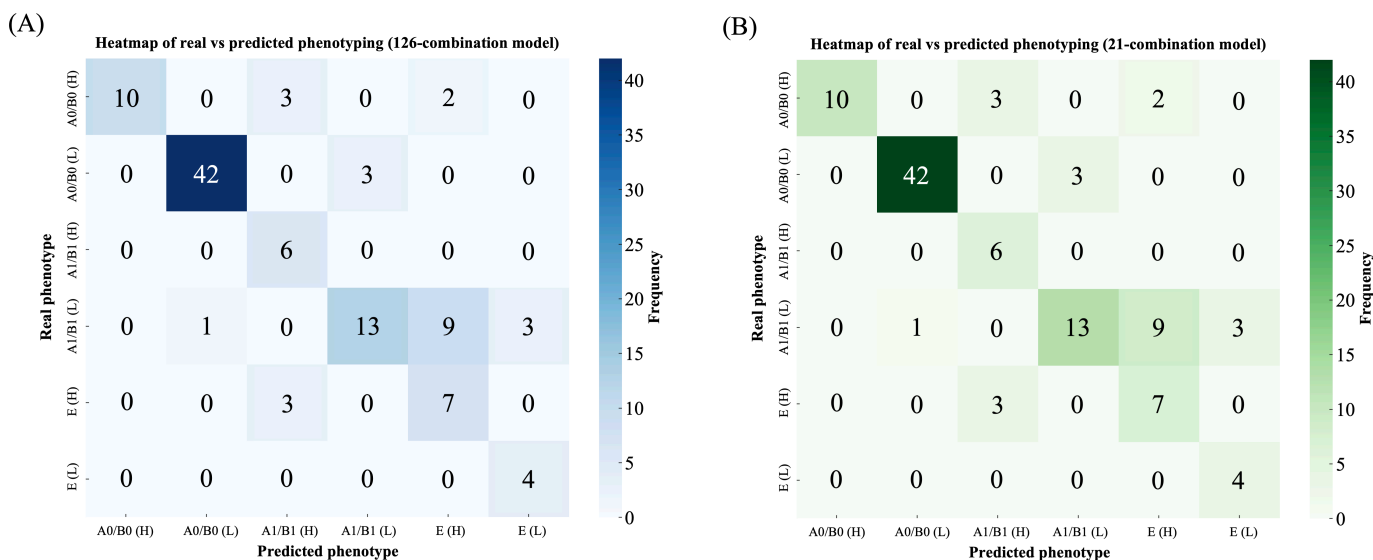 (A)
Heatmap of real vs predicted phenotyping (126-combination model)
Real phenotype
A0/B0 (H)
10 0 3 0 2 0
A0/B0 (L)
0 42 0 3 0 0
A1/B1 (H)
0 0 6 0 0 0
A1/B1 (L)
0 1 0 13 9 3
E (H)
0 0 3 0 7 0
E (L)
0 0 0 0 0 4
A0/B0 (H) A0/B0 (L) A1/B1 (H) A1/B1 (L) E (H) E (L)
Predicted phenotype
40
35
30
25
20
15
10
5
0
Frequency
(B)
Heatmap of real vs predicted phenotyping (21-combination model)
Real phenotype
A0/B0 (H)
10 0 3 0 2 0
A0/B0 (L)
0 42 0 3 0 0
A1/B1 (H)
0 0 6 0 0 0
A1/B1 (L)
0 1 0 13 9 3
E (H)
0 0 3 0 7 0
E (L)
0 0 0 0 0 4
A0/B0 (H) A0/B0 (L) A1/B1 (H) A1/B1 (L) E (H) E (L)
Predicted phenotype
40
35
30
25
20
15
10
5
0
Frequency